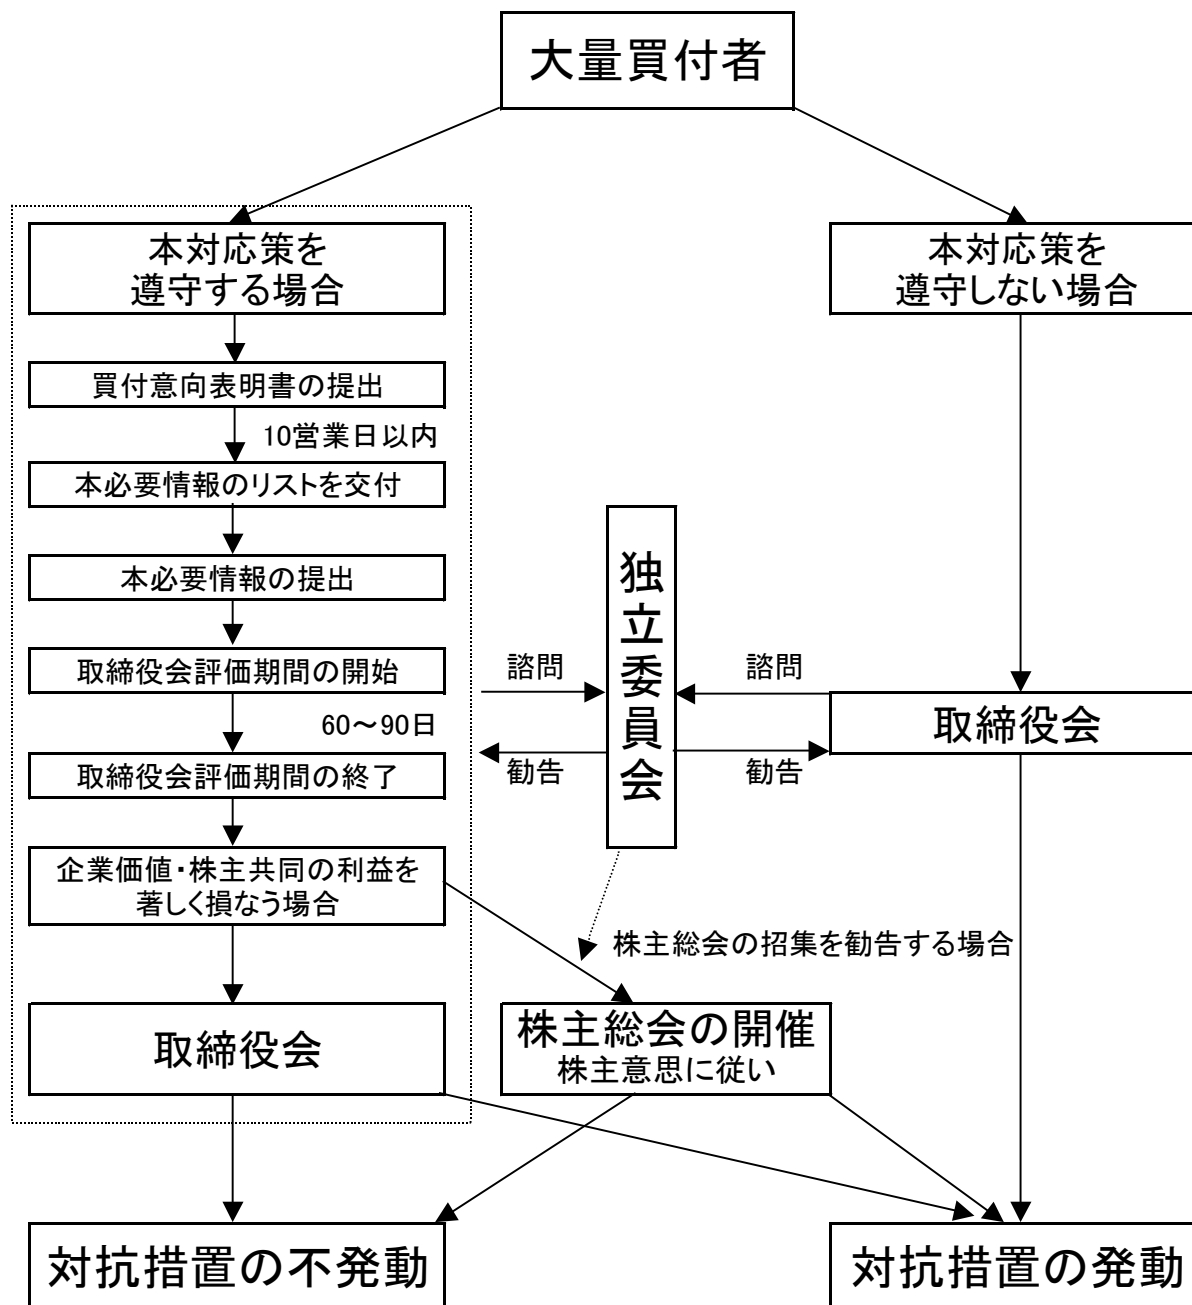 大量買付者
本対応策を
遵守する場合
本対応策を
遵守しない場合
買付意向表明書の提出
10営業日以内
本必要情報のリストを交付
本必要情報の提出
独立委員会
取締役会評価期間の開始
諮問
諮問
60～90日
取締役会
取締役会評価期間の終了
勧告
勧告
企業価値・株主共同の利益を
著しく損なう場合
株主総会の招集を勧告する場合
取締役会
株主総会の開催
株主意思に従い
対抗措置の不発動
対抗措置の発動